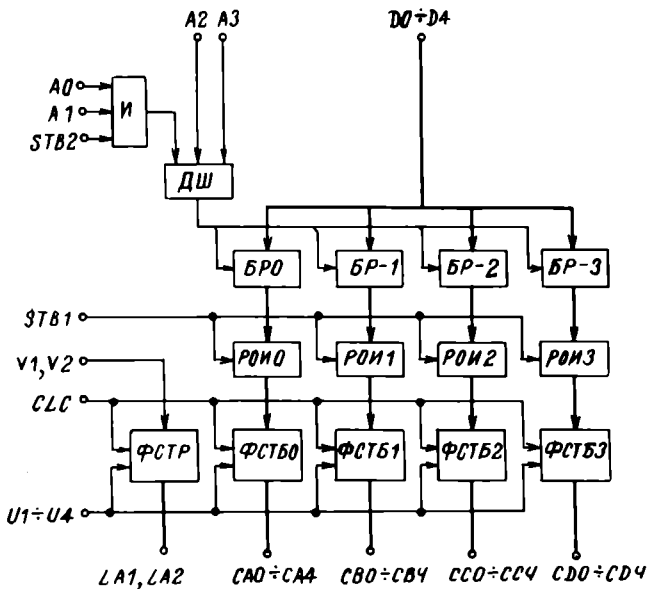 A2 A3 D0÷D4
A0
A1 И
STB2
ДШ
БР0 БР-1 БР-2 БР-3
STB1
РОИ0 РОИ1 РОИ2 РОИ3
V1,V2
CLC
ФСТР ФСТБ0 ФСТБ1 ФСТБ2 ФСТБ3
U1÷U4
LA1, LA2 CA0÷CA4 CB0÷CB4 CC0÷CC4 CD0÷CD4